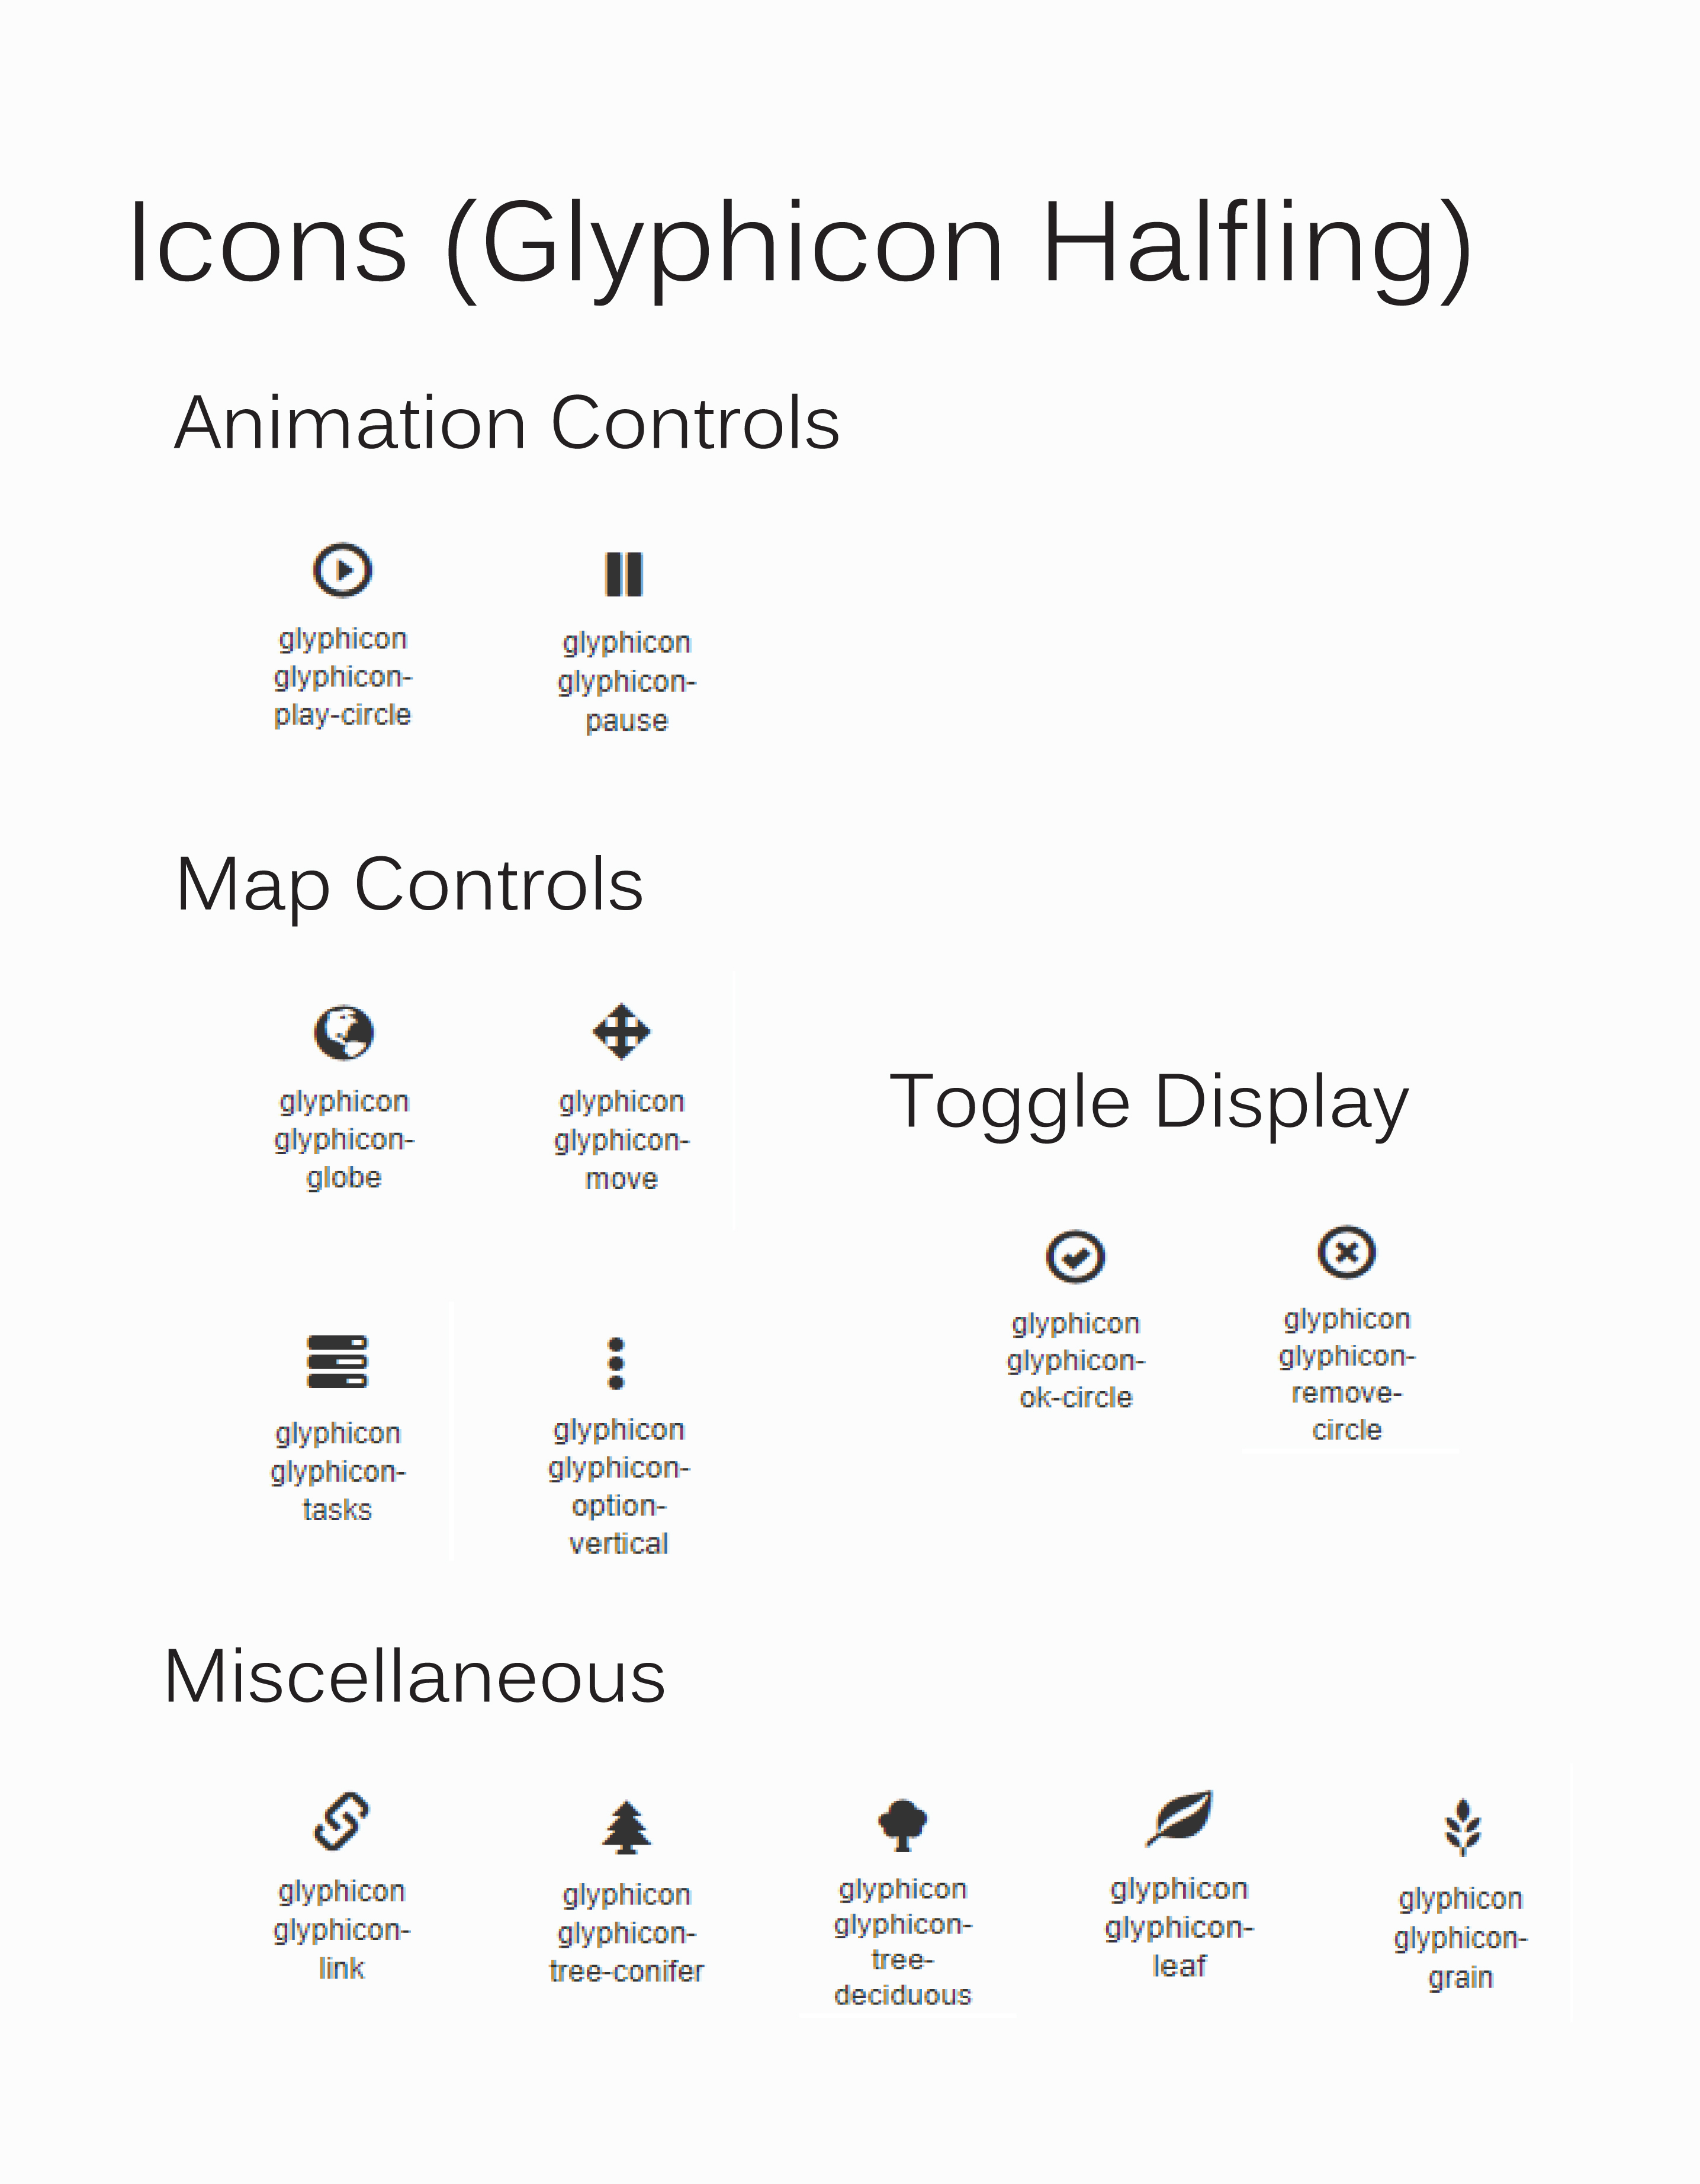 Icons (Glyphicon Halfling)
Animation Controls
glyphicon
glyphicon-
play-circle
glyphicon
glyphicon-
pause
Map Controls
glyphicon
glyphicon-
globe
glyphicon
glyphicon-
move
glyphicon
glyphicon-
tasks
glyphicon
glyphicon-
option-
vertical
Toggle Display
glyphicon
glyphicon-
ok-circle
glyphicon
glyphicon-
remove-
circle
Miscellaneous
glyphicon
glyphicon-
link
glyphicon
glyphicon-
tree-conifer
glyphicon
glyphicon-
tree-
deciduous
glyphicon
glyphicon-
leaf
glyphicon
glyphicon-
grain